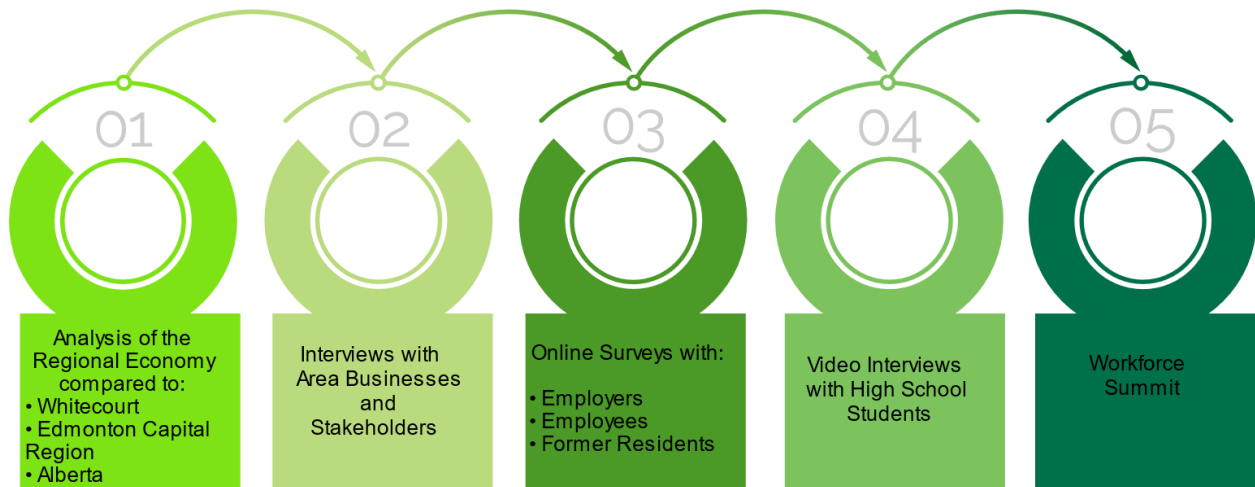 01
02
03
04
05
Analysis of the
Regional Economy
compared to:
• Whitecourt
• Edmonton Capital
Region
• Alberta
Interviews with
Area Businesses
and
Stakeholders
Online Surveys with:
• Employers
• Employees
• Former Residents
Video Interviews
with High School
Students
Workforce
Summit